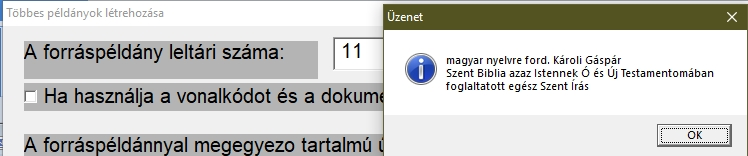 Többes példányok létrehozása
Üzenet
A forráspéldány leltári száma: 11
magyar nyelvre ford. Károli Gáspár
Szent Biblia azaz Istennek Ó és Új Testamentomában
foglaltatott egész Szent Írás
Ha használja a vonalkódot és a
OK
A forráspéldánnyal megegyezo tartalmú